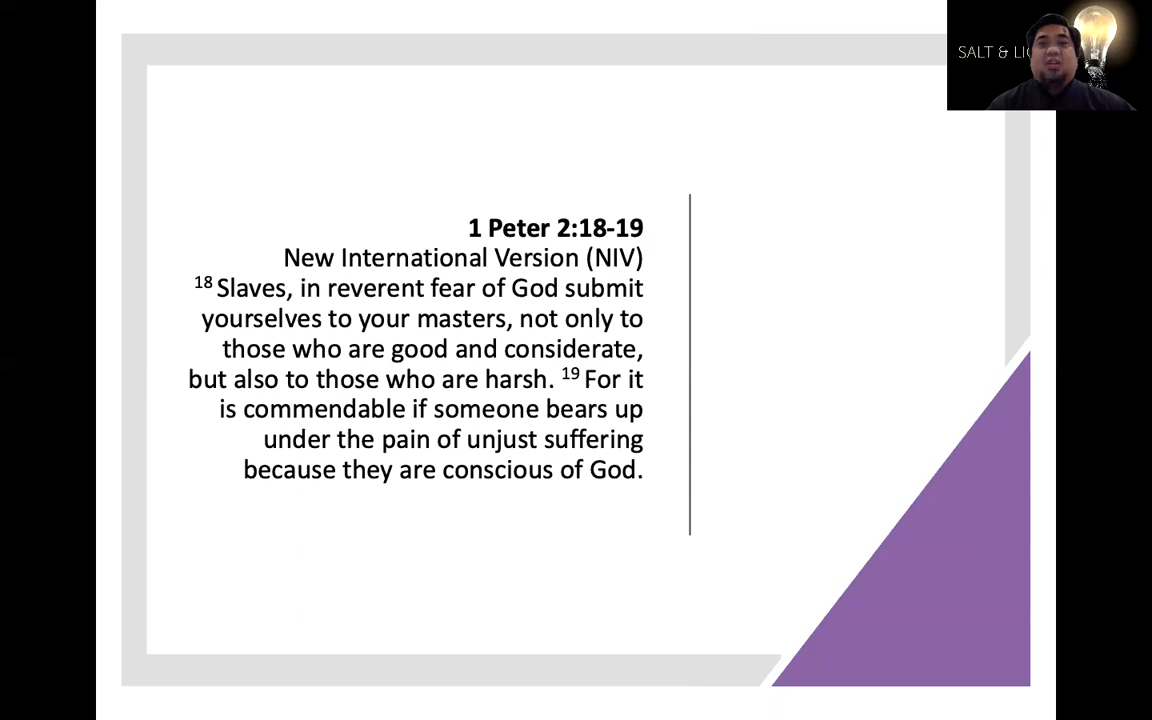 SALT & LI
1 Peter 2:18-19
New International Version (NIV)
18 Slaves, in reverent fear of God submit
yourselves to your masters, not only to
those who are good and considerate,
but also to those who are harsh. 19 For it
is commendable if someone bears up
under the pain of unjust suffering
because they are conscious of God.